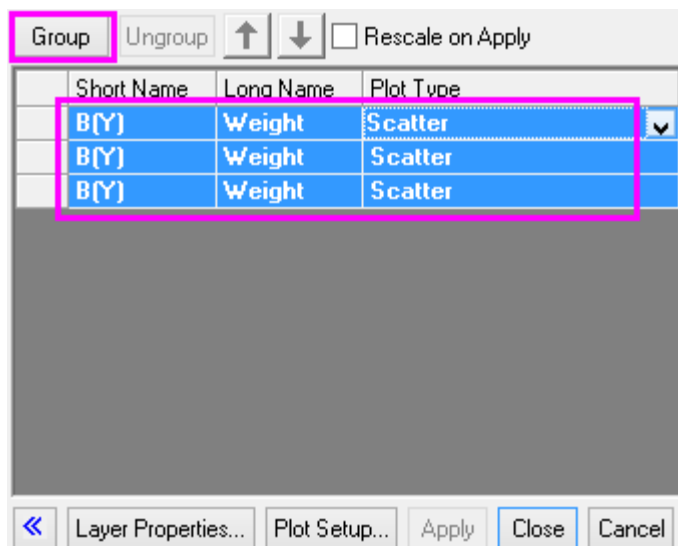 Group Ungroup Rescale on Apply
Short Name Long Name Plot Type
B(Y) Weight Scatter
B(Y) Weight Scatter
B(Y) Weight Scatter
Layer Properties... Plot Setup... Apply Close Cancel